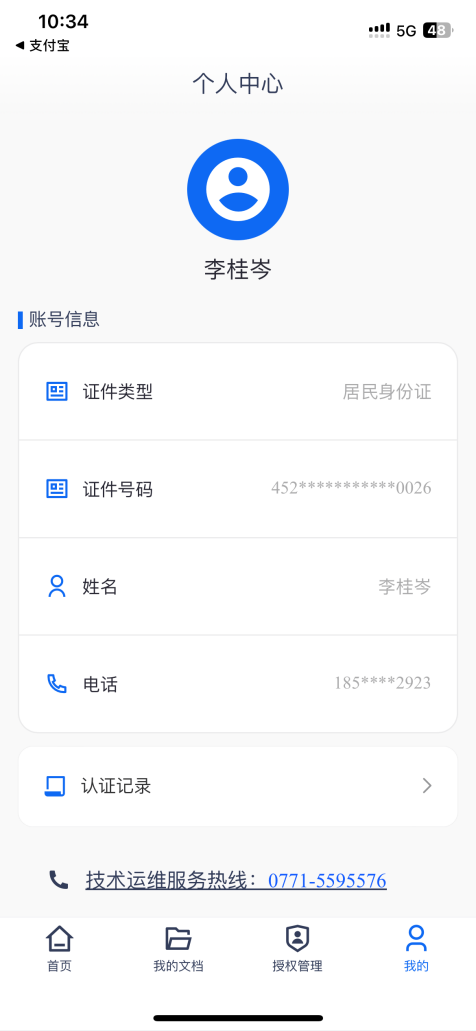 10:34
5G 48
◀ 支付宝
个人中心
李桂岑
账号信息
证件类型 居民身份证
证件号码 452***********0026
姓名 李桂岑
电话 185****2923
认证记录
技术运维服务热线：0771-5595576
首页 我的文档 授权管理 我的